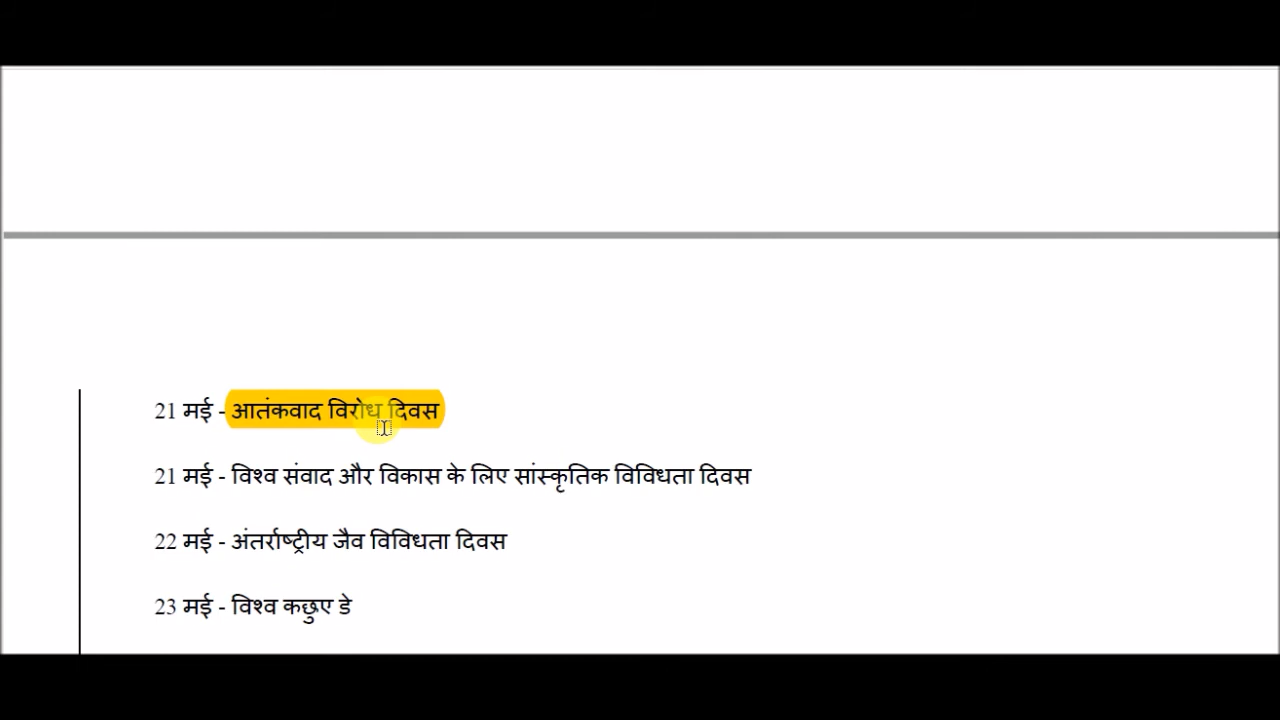 21 मई - आतंकवाद विरोध दिवस
21 मई - विश्व संवाद और विकास के लिए सांस्कृतिक विविधता दिवस
22 मई - अंतर्राष्ट्रीय जैव विविधता दिवस
23 मई - विश्व कछुए डे